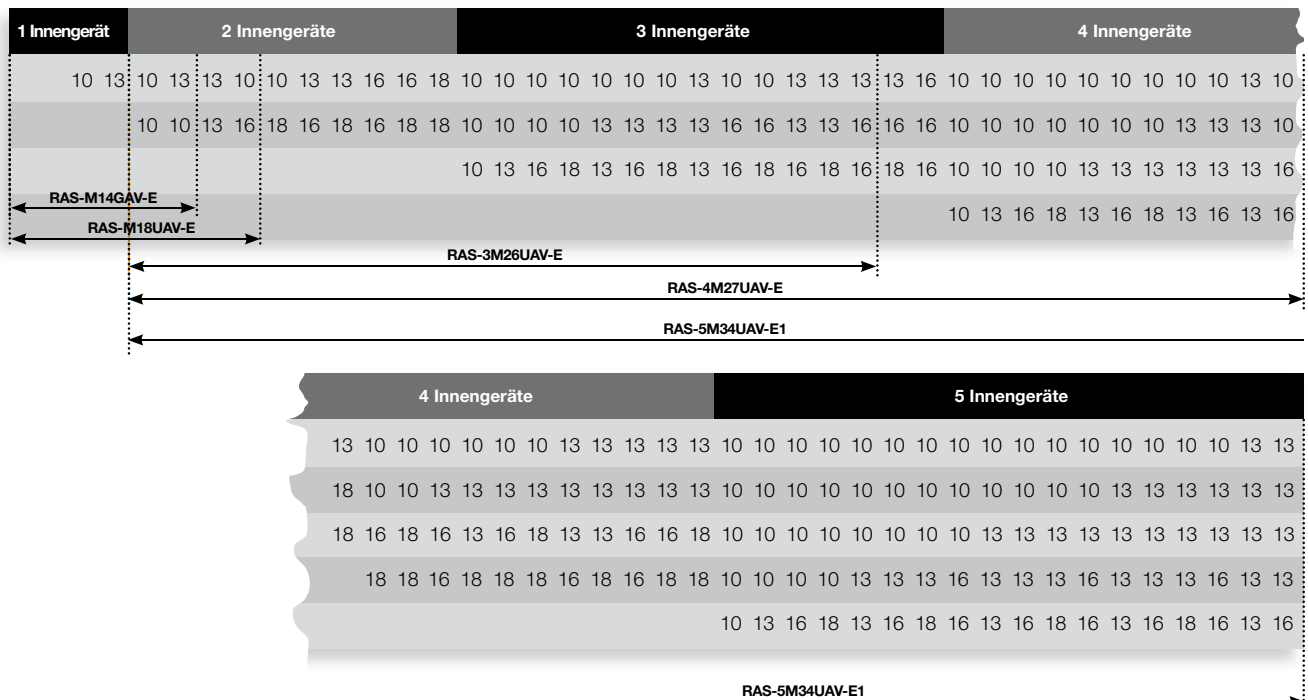 1 Innengerät 2 Innengeräte 3 Innengeräte 4 Innengeräte
10 13 10 13 13 10 10 13 13 16 16 18 10 10 10 10 10 10 10 13 10 10 13 13 13 13 16 10 10 10 10 10 10 10 10 10 13 10
10 10 13 16 18 16 18 16 18 18 10 10 10 10 13 13 13 13 16 16 13 13 16 16 16 10 10 10 10 10 10 10 13 13 13 10
10 13 16 18 13 16 18 13 16 18 16 18 16 18 16 10 10 10 10 13 13 13 13 13 13 16
10 13 16 18 13 16 18 13 16 13 16
RAS-M14GAV-E
RAS-M18UAV-E
RAS-3M26UAV-E
RAS-4M27UAV-E
RAS-5M34UAV-E1
4 Innengeräte 5 Innengeräte
13 10 10 10 10 10 10 13 13 13 13 13 10 10 10 10 10 10 10 10 10 10 10 10 10 10 10 10 13 13
18 10 10 13 13 13 13 13 13 13 13 13 10 10 10 10 10 10 10 10 10 10 10 10 13 13 13 13 13 13
18 16 18 16 13 16 18 13 13 16 16 18 10 10 10 10 10 10 10 10 13 13 13 13 13 13 13 13 13 13
18 18 16 18 18 18 16 18 16 18 18 10 10 10 10 13 13 13 16 13 13 13 16 13 13 13 16 13 13
10 13 16 18 13 16 18 16 13 16 18 16 13 16 18 16 13 16
RAS-5M34UAV-E1